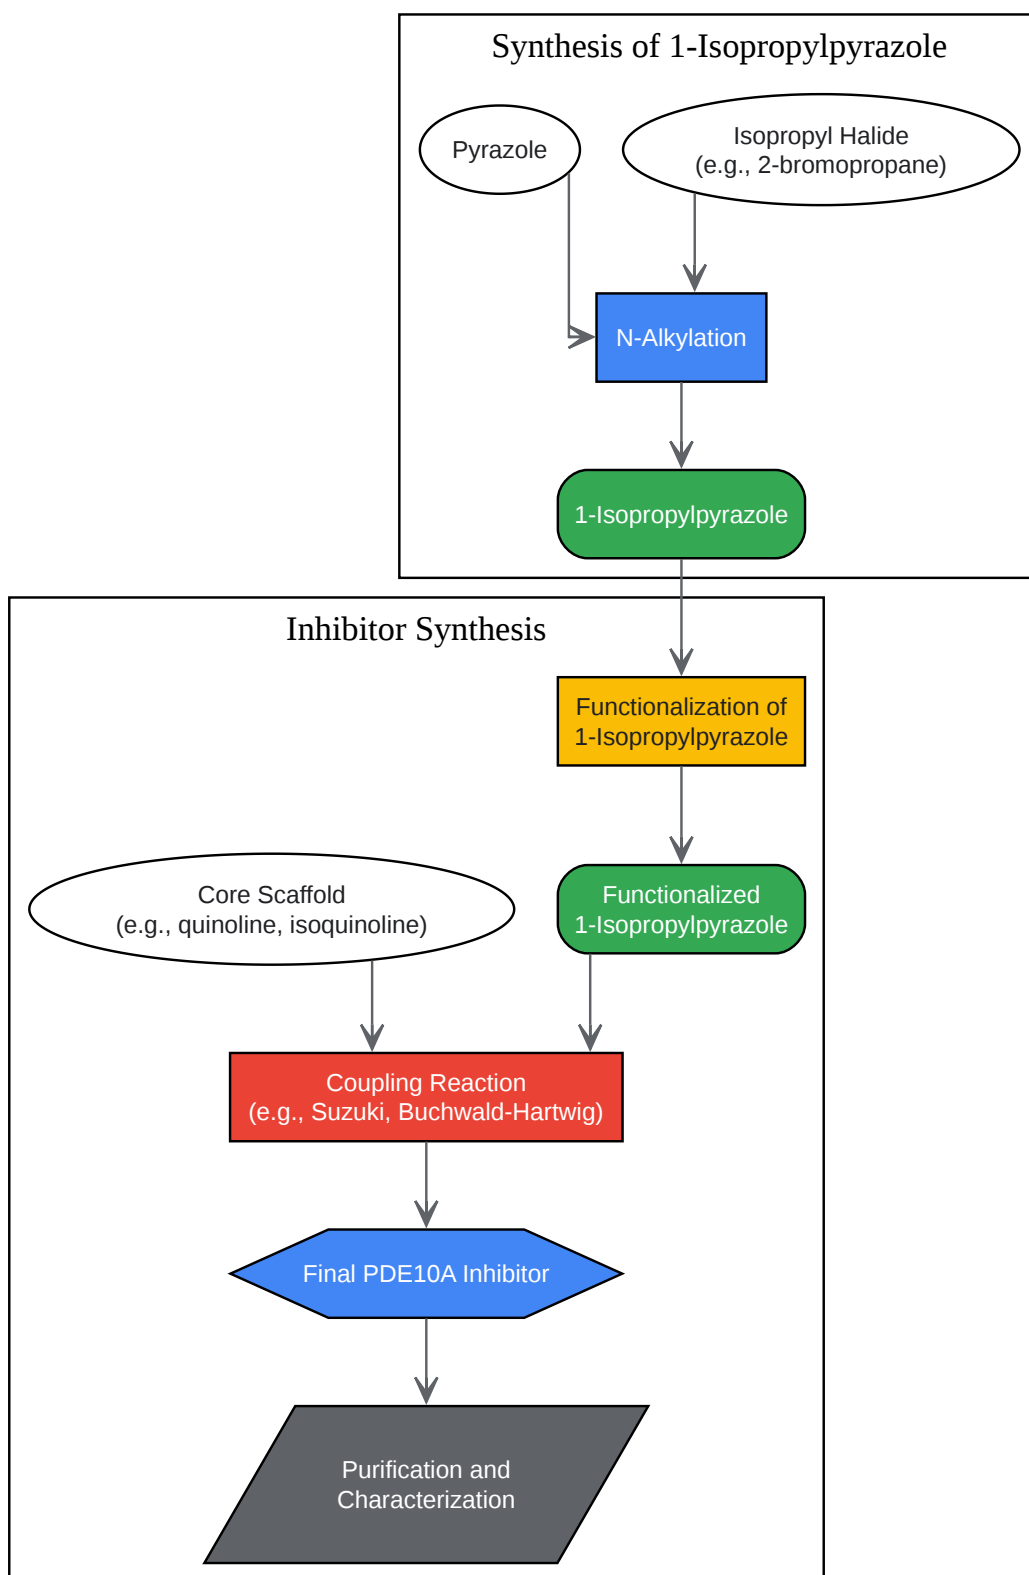 Synthesis of 1-Isopropylpyrazole
Pyrazole
Isopropyl Halide
(e.g., 2-bromopropane)
N-Alkylation
1-Isopropylpyrazole
Inhibitor Synthesis
Functionalization of
1-Isopropylpyrazole
Core Scaffold
(e.g., quinoline, isoquinoline)
Functionalized
1-Isopropylpyrazole
Coupling Reaction
(e.g., Suzuki, Buchwald-Hartwig)
Final PDE10A Inhibitor
Purification and
Characterization